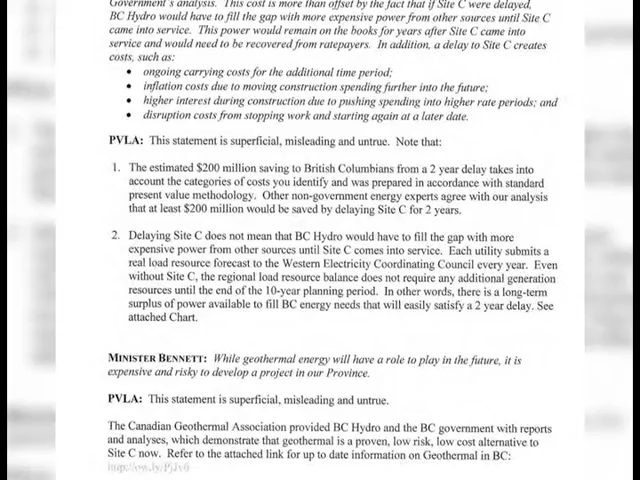 Government's analysis. This cost is more than offset by the fact that if Site C were delayed,
BC Hydro would have to fill the gap with more expensive power from other sources until Site C
came into service. This power would remain on the books for years after Site C came into
service and would need to be recovered from ratepayers. In addition, a delay to Site C creates
costs, such as:
• ongoing carrying costs for the additional time period;
• inflation costs due to moving construction spending further into the future;
• higher interest during construction due to pushing spending into higher rate periods; and
• disruption costs from stopping work and starting again at a later date.
PVLA: This statement is superficial, misleading and untrue. Note that:
1. The estimated $200 million saving to British Columbians from a 2 year delay takes into
account the categories of costs you identify and was prepared in accordance with standard
present value methodology. Other non-government energy experts agree with our analysis
that at least $200 million would be saved by delaying Site C for 2 years.
2. Delaying Site C does not mean that BC Hydro would have to fill the gap with more
expensive power from other sources until Site C comes into service. Each utility submits a
real load resource forecast to the Western Electricity Coordinating Council every year. Even
without Site C, the regional load resource balance does not require any additional generation
resources until the end of the 10-year planning period. In other words, there is a long-term
surplus of power available to fill BC energy needs that will easily satisfy a 2 year delay. See
attached Chart.
MINISTER BENNETT: While geothermal energy will have a role to play in the future, it is
expensive and risky to develop a project in our Province.
PVLA: This statement is superficial, misleading and untrue.
The Canadian Geothermal Association provided BC Hydro and the BC government with reports
and analyses, which demonstrate that geothermal is a proven, low risk, low cost alternative to
Site C now. Refer to the attached link for up to date information on Geothermal in BC: